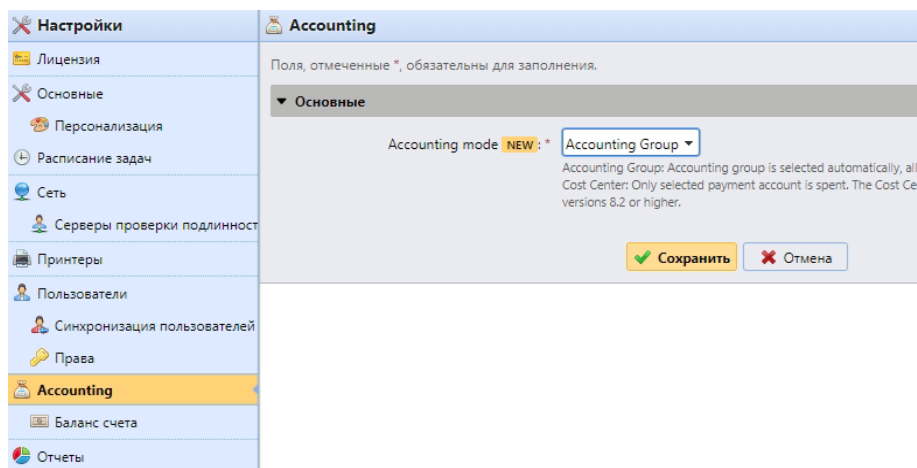 Настройки
Accounting
Лицензия
Поля, отмеченные *, обязательны для заполнения.
Основные
Основные
Персонализация
Accounting mode NEW : * Accounting Group
Расписание задач
Accounting Group: Accounting group is selected automatically, all
Cost Center: Only selected payment account is spent. The Cost Ce
versions 8.2 or higher.
Сеть
Серверы проверки подлинност
Принтеры
Сохранить Отмена
Пользователи
Синхронизация пользователей
Права
Accounting
Баланс счета
Отчеты